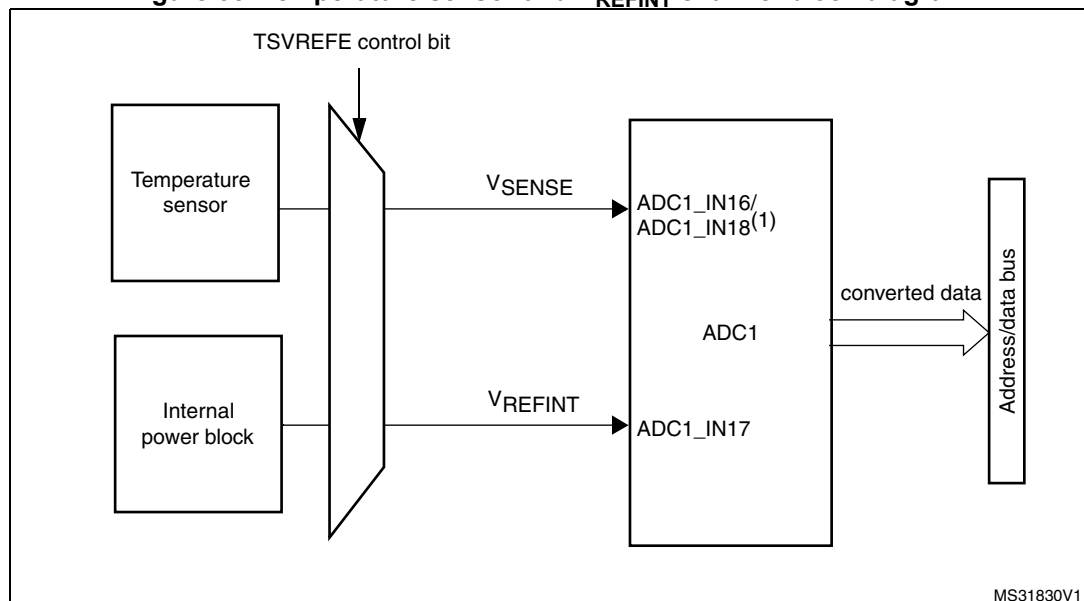 TSVREFE control bit
Temperature
sensor
VSENSE
ADC1_IN16/
ADC1_IN18(1)
converted data
Address/data bus
ADC1
Internal
power block
VREFINT
ADC1_IN17
MS31830V1